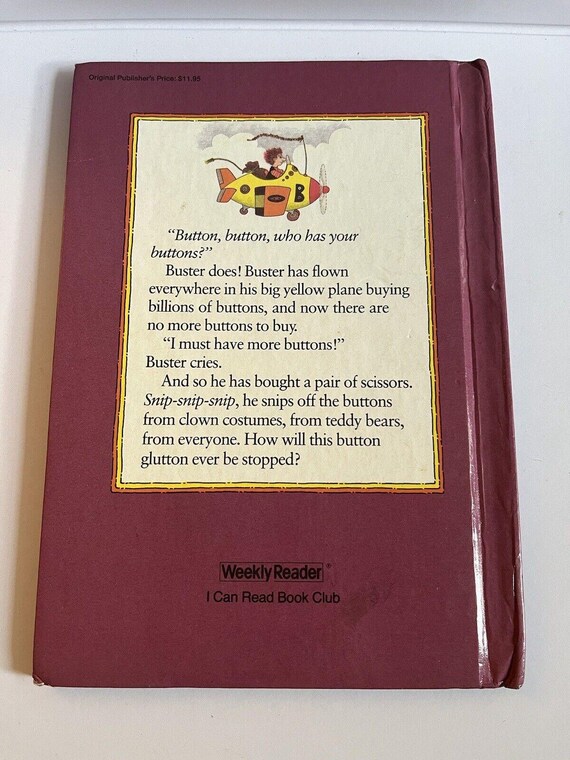 Original Publisher's Price: $11.95
B
"Button, button, who has your
buttons?"
Buster does! Buster has flown
everywhere in his big yellow plane buying
billions of buttons, and now there are
no more buttons to buy.
"I must have more buttons!"
Buster cries.
And so he has bought a pair of scissors.
Snip-snip-snip, he snips off the buttons
from clown costumes, from teddy bears,
from everyone. How will this button
glutton ever be stopped?
Weekly Reader®
I Can Read Book Club